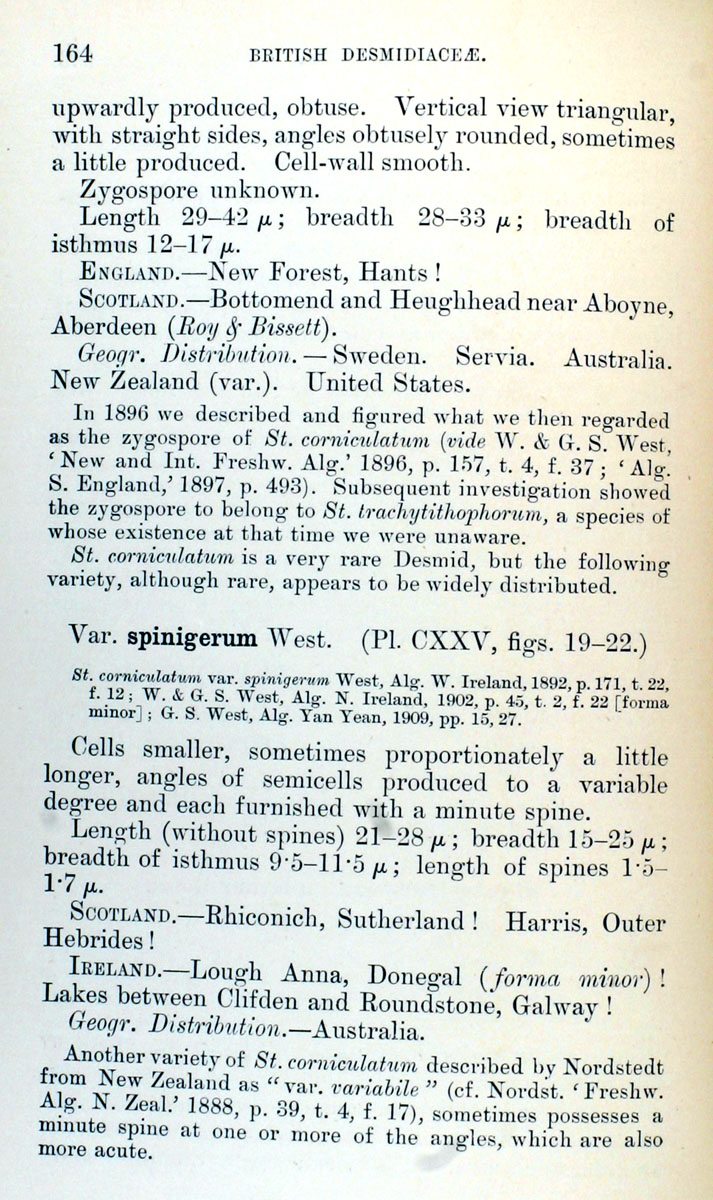 164
BRITISH DESMIDIACEÆ.
upwardly produced, obtuse. Vertical view triangular,
with straight sides, angles obtusely rounded, sometimes
a little produced. Cell-wall smooth.
Zygospore unknown.
Length 29–42 μ; breadth 28–33 μ; breadth of
isthmus 12–17 μ.
ENGLAND.—New Forest, Hants!
SCOTLAND.—Bottomend and Heughhead near Aboyne,
Aberdeen (Roy & Bissett).
Geogr. Distribution.—Sweden. Servia. Australia.
New Zealand (var.). United States.
In 1896 we described and figured what we then regarded
as the zygospore of St. corniculatum (vide W. & G. S. West,
‘New and Int. Freshw. Alg.’ 1896, p. 157, t. 4, f. 37; ‘Alg.
S. England,’ 1897, p. 493). Subsequent investigation showed
the zygospore to belong to St. trachytithophorum, a species of
whose existence at that time we were unaware.
St. corniculatum is a very rare Desmid, but the following
variety, although rare, appears to be widely distributed.
Var. spinigerum West. (Pl. CXXV, figs. 19–22.)
St. corniculatum var. spinigerum West, Alg. W. Ireland, 1892, p. 171, t. 22,
f. 12; W. & G. S. West, Alg. N. Ireland, 1902, p. 45, t. 2, f. 22 [forma
minor]; G. S. West, Alg. Yan Yean, 1909, pp. 15, 27.
Cells smaller, sometimes proportionately a little
longer, angles of semicells produced to a variable
degree and each furnished with a minute spine.
Length (without spines) 21–28 μ; breadth 15–25 μ;
breadth of isthmus 9·5–11·5 μ; length of spines 1·5–
1·7 μ.
SCOTLAND.—Rhiconich, Sutherland! Harris, Outer
Hebrides!
IRELAND.—Lough Anna, Donegal (forma minor)!
Lakes between Clifden and Roundstone, Galway!
Geogr. Distribution.—Australia.
Another variety of St. corniculatum described by Nordstedt
from New Zealand as “var. variabile” (cf. Nordst. ‘Freshw.
Alg. N. Zeal.’ 1888, p. 39, t. 4, f. 17), sometimes possesses a
minute spine at one or more of the angles, which are also
more acute.